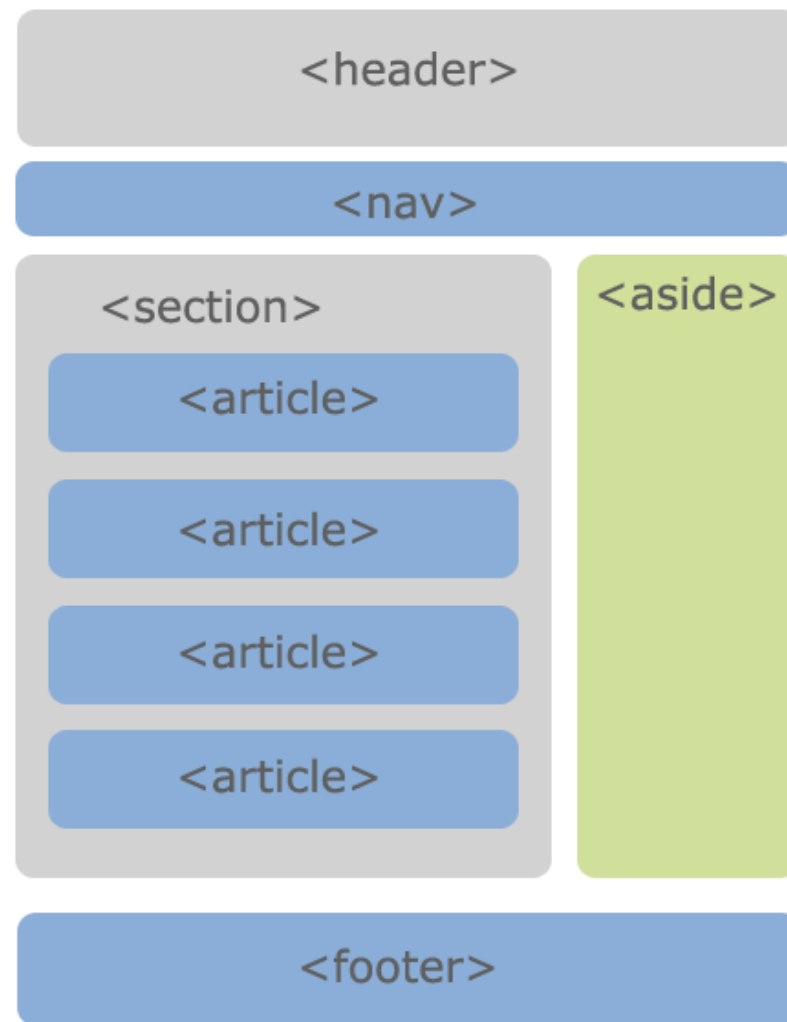 <header>
<nav>
<section>
<article>
<article>
<article>
<article>
<aside>
<footer>